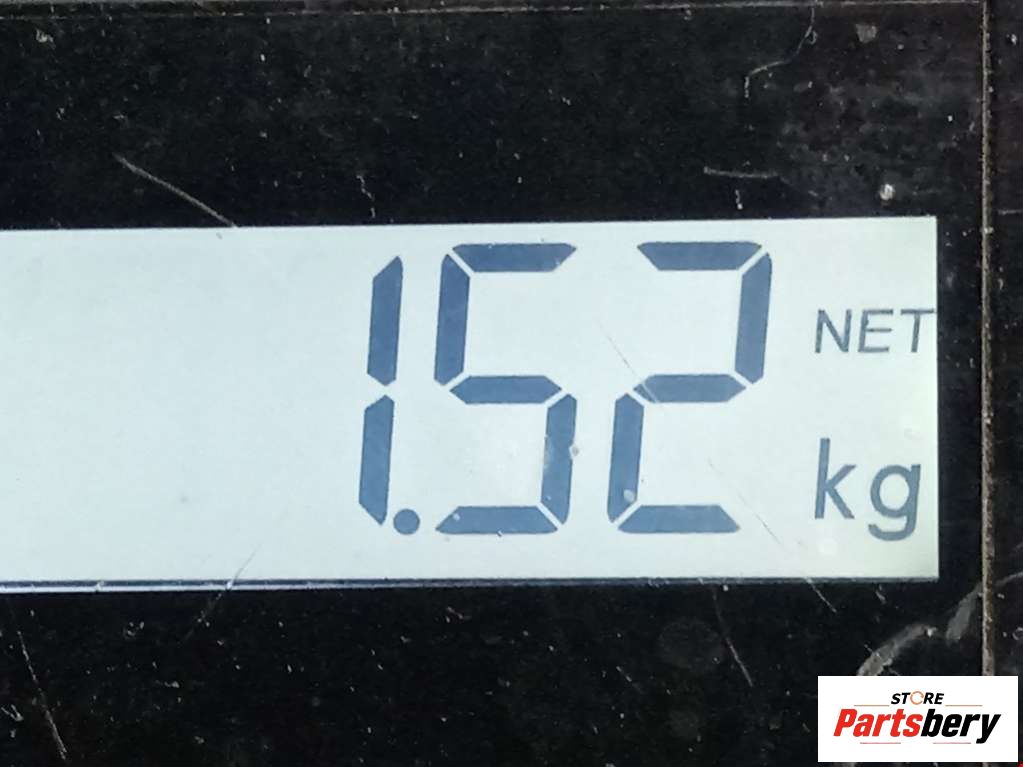 1.52 NET
kg
STORE
Partsbery